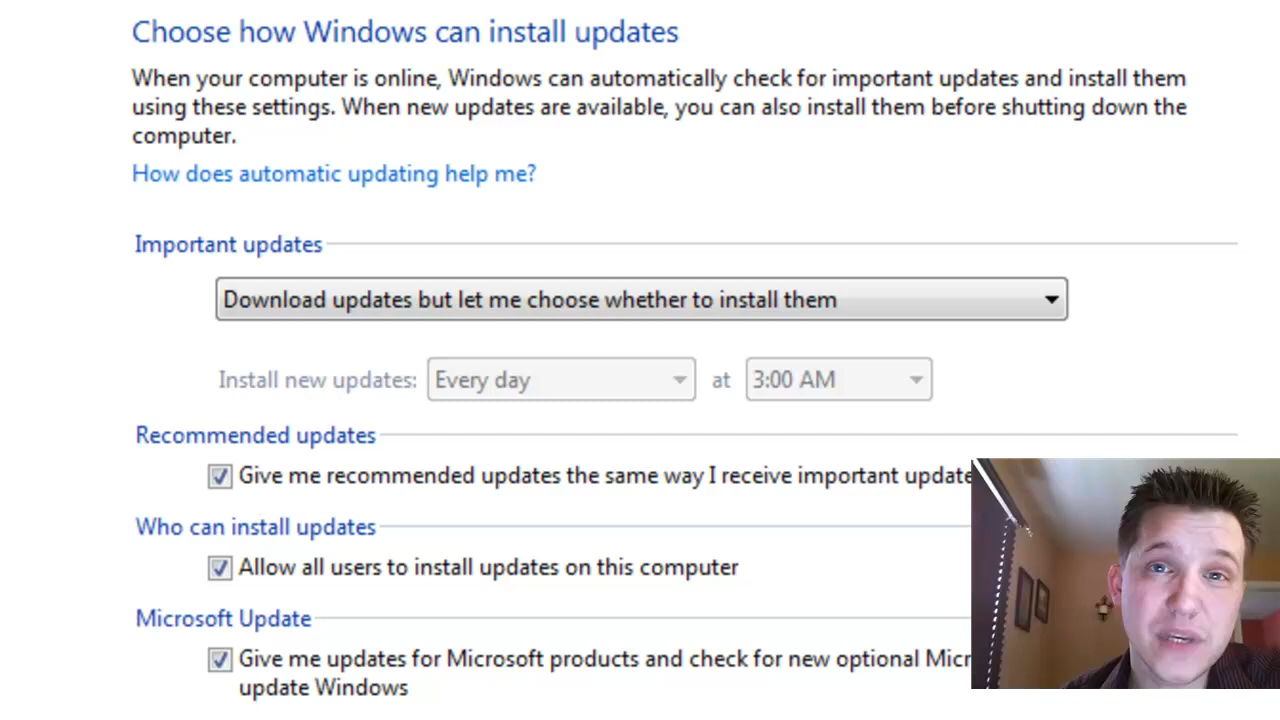 Choose how Windows can install updates
When your computer is online, Windows can automatically check for important updates and install them
using these settings. When new updates are available, you can also install them before shutting down the
computer.
How does automatic updating help me?
Important updates
Download updates but let me choose whether to install them
Install new updates: Every day at 3:00 AM
Recommended updates
Give me recommended updates the same way I receive important update
Who can install updates
Allow all users to install updates on this computer
Microsoft Update
Give me updates for Microsoft products and check for new optional Micr
update Windows